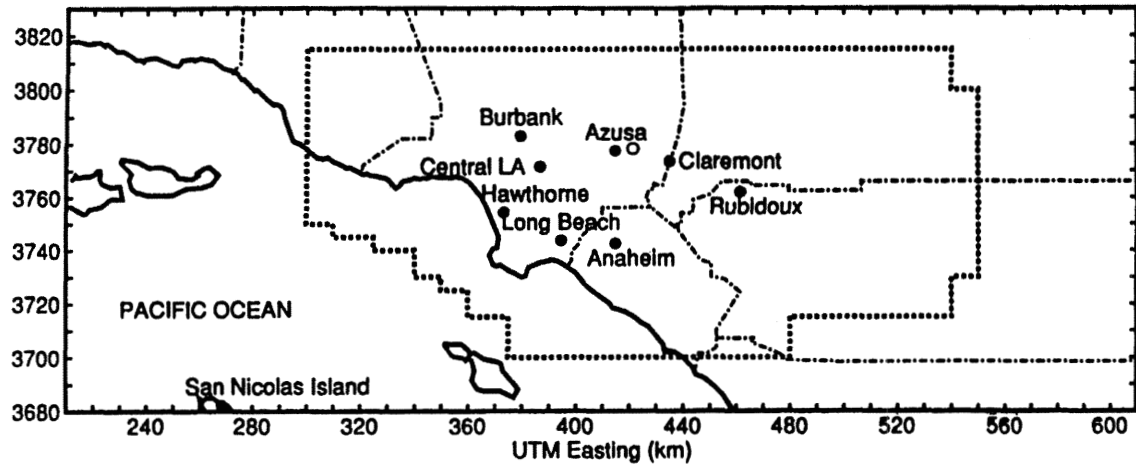 3820
3800
3780
3760
3740
3720
3700
3680
Burbank
Azusa
Central LA
Claremont
Hawthorne
Rubidoux
Long Beach
Anaheim
PACIFIC OCEAN
San Nicolas Island
240 280 320 360 400 440 480 520 560 600
UTM Easting (km)